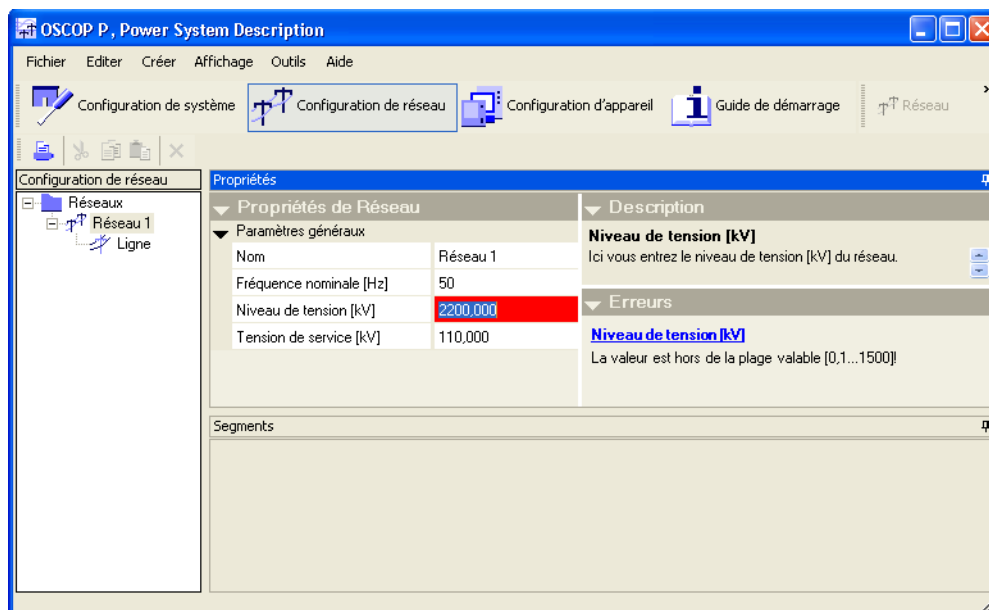 OSCOP P, Power System Description
Fichier Editer Créer Affichage Outils Aide
Configuration de système Configuration de réseau Configuration d'appareil Guide de démarrage Réseau
Configuration de réseau
Réseaux
Réseau 1
Ligne
Propriétés
Propriétés de Réseau
Paramètres généraux
Nom Réseau 1
Fréquence nominale [Hz] 50
Niveau de tension [kV] 2200,000
Tension de service [kV] 110,000
Description
Niveau de tension [kV]
Ici vous entrez le niveau de tension [kV] du réseau.
Erreurs
Niveau de tension [kV]
La valeur est hors de la plage valable [0,1...1500]!
Segments